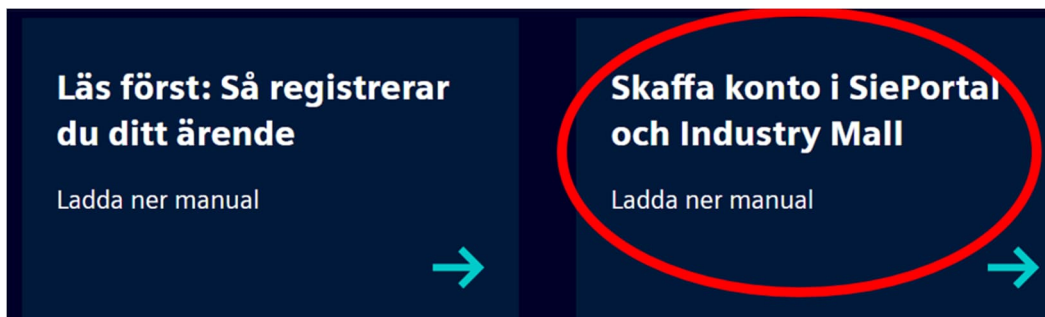 Läs först: Så registrerar
du ditt ärende
Ladda ner manual
Skaffa konto i SiePortal
och Industry Mall
Ladda ner manual